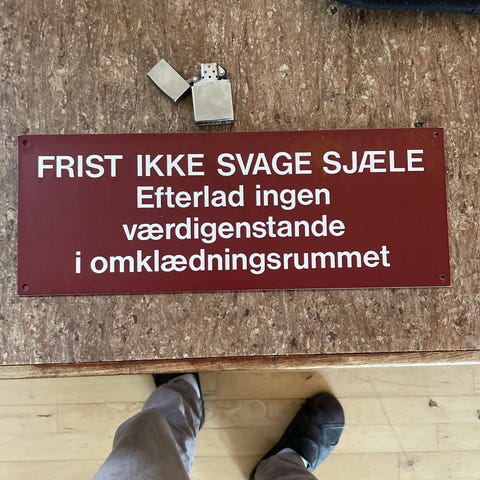 FRIST IKKE SVAGE SJÆLE
Efterlad ingen
værdigenstande
i omklædningsrummet